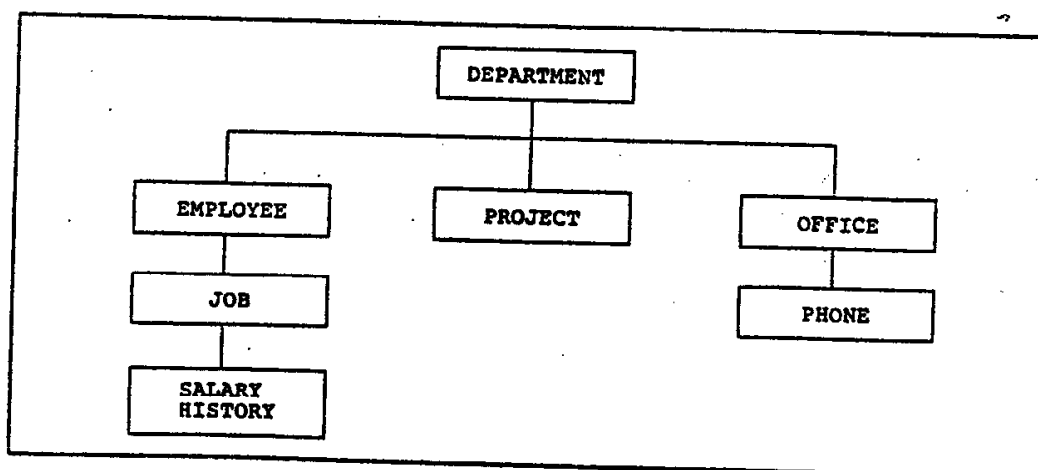 DEPARTMENT
EMPLOYEE
PROJECT
OFFICE
JOB
PHONE
SALARY
HISTORY